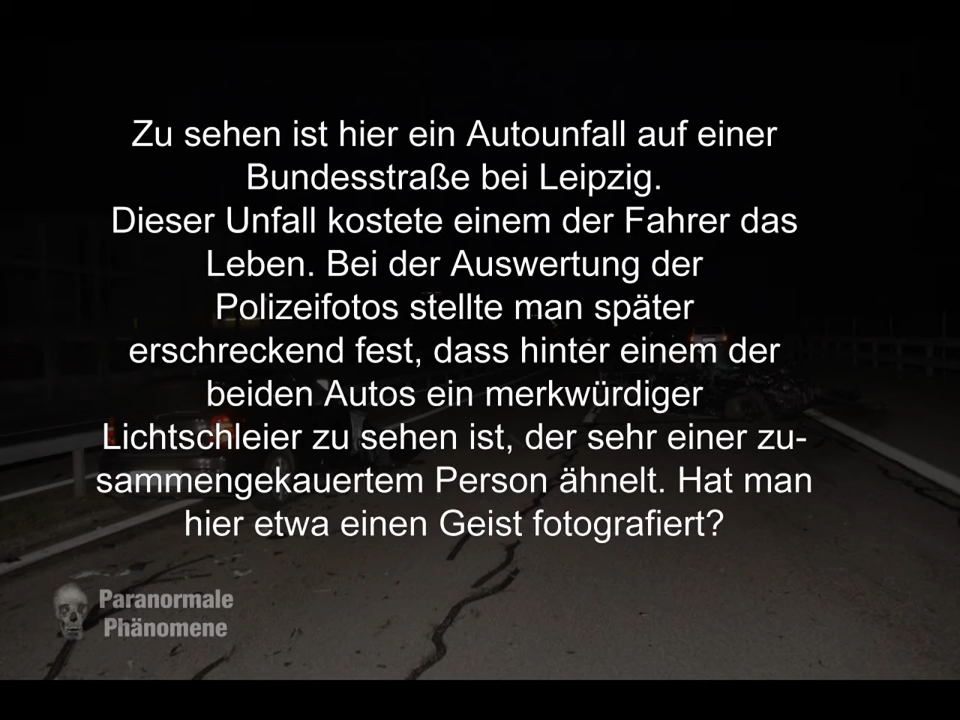 Zu sehen ist hier ein Autounfall auf einer
Bundesstraße bei Leipzig.
Dieser Unfall kostete einem der Fahrer das
Leben. Bei der Auswertung der
Polizeifotos stellte man später
erschreckend fest, dass hinter einem der
beiden Autos ein merkwürdiger
Lichtschleier zu sehen ist, der sehr einer zu-
sammengekauertem Person ähnelt. Hat man
hier etwa einen Geist fotografiert?
Paranormale
Phänomene